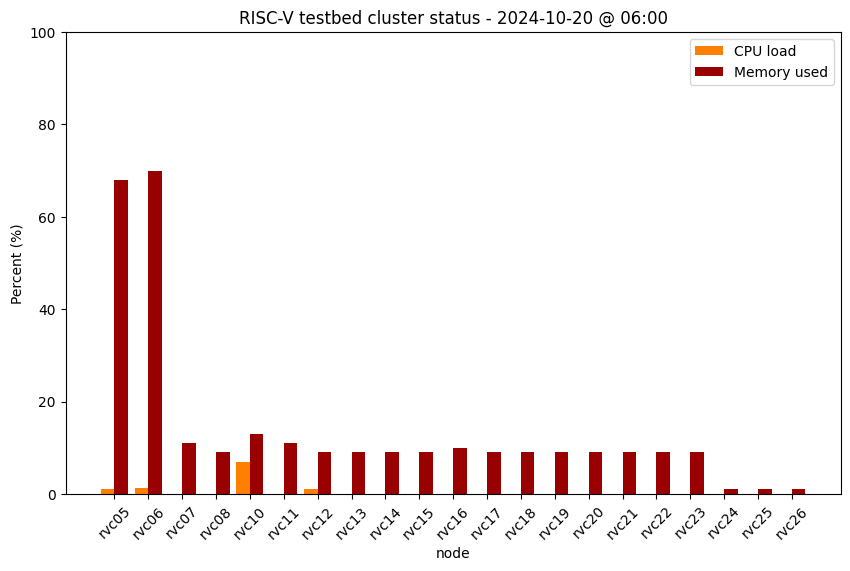 RISC-V testbed cluster status - 2024-10-20 @ 06:00
CPU load
Memory used
Percent (%)
100
80
60
40
20
0
rvc05
rvc06
rvc07
rvc08
rvc10
rvc11
rvc12
rvc13
rvc14
rvc15
rvc16
rvc17
rvc18
rvc19
rvc20
rvc21
rvc22
rvc23
rvc24
rvc25
rvc26
node